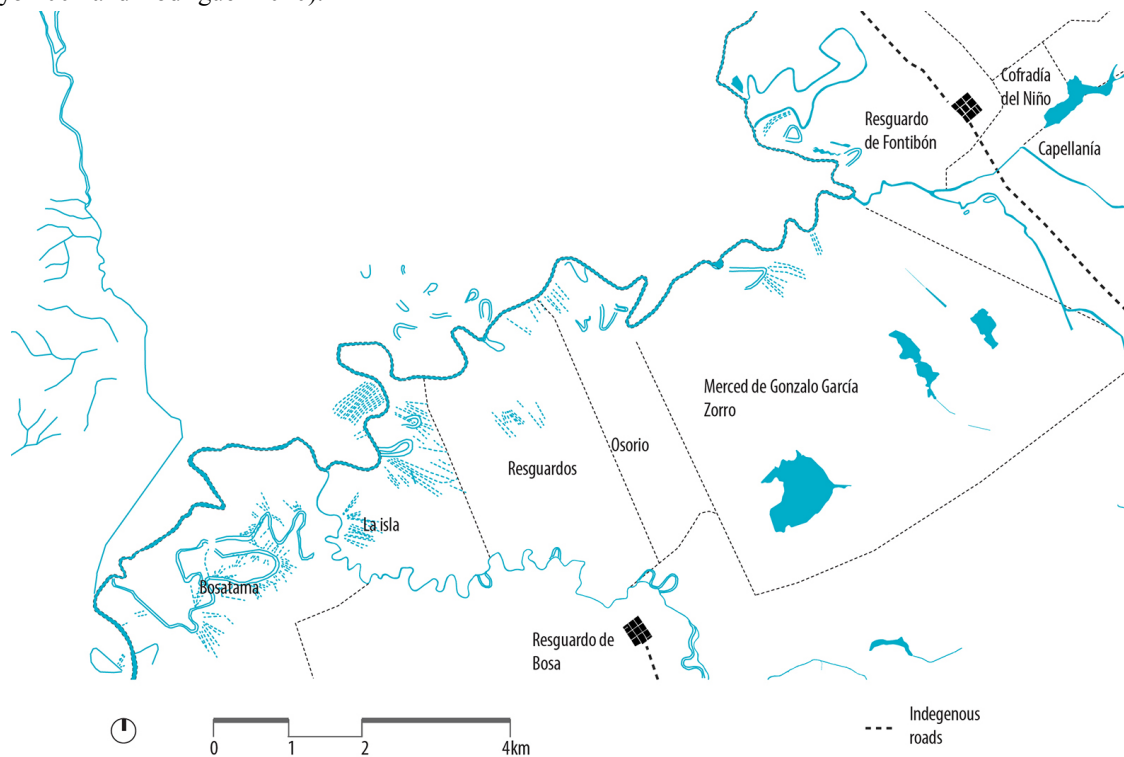 Cofradía
del Niño
Resguardo
de Fontibón
Capellanía
Merced de Gonzalo García
Zorro
Osorio
Resguardos
La isla
Bosatama
Resguardo de
Bosa
Indegenous
roads
0 1 2 4km